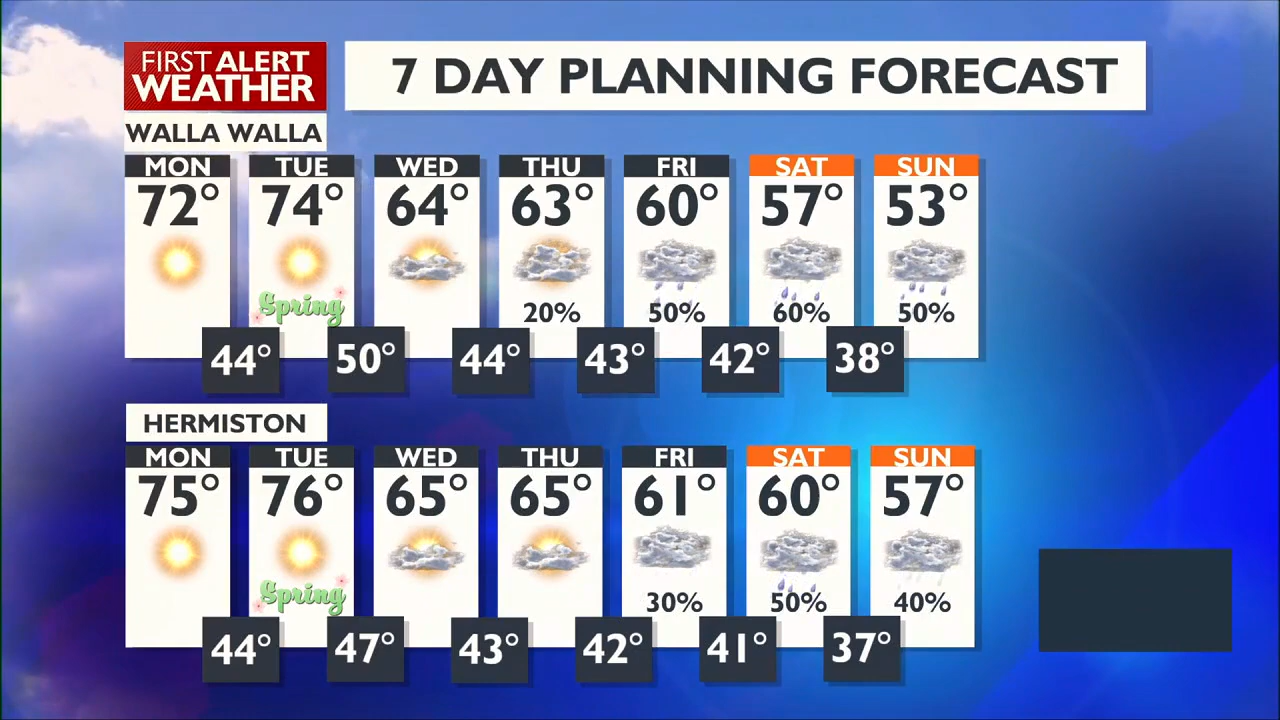 FIRST ALERT
WEATHER
7 DAY PLANNING FORECAST
WALLA WALLA
MON TUE WED THU FRI SAT SUN
72° 74° 64° 63° 60° 57° 53°
Spring
20% 50% 60% 50%
44° 50° 44° 43° 42° 38°
HERMISTON
MON TUE WED THU FRI SAT SUN
75° 76° 65° 65° 61° 60° 57°
Spring
30% 50% 40%
44° 47° 43° 42° 41° 37°